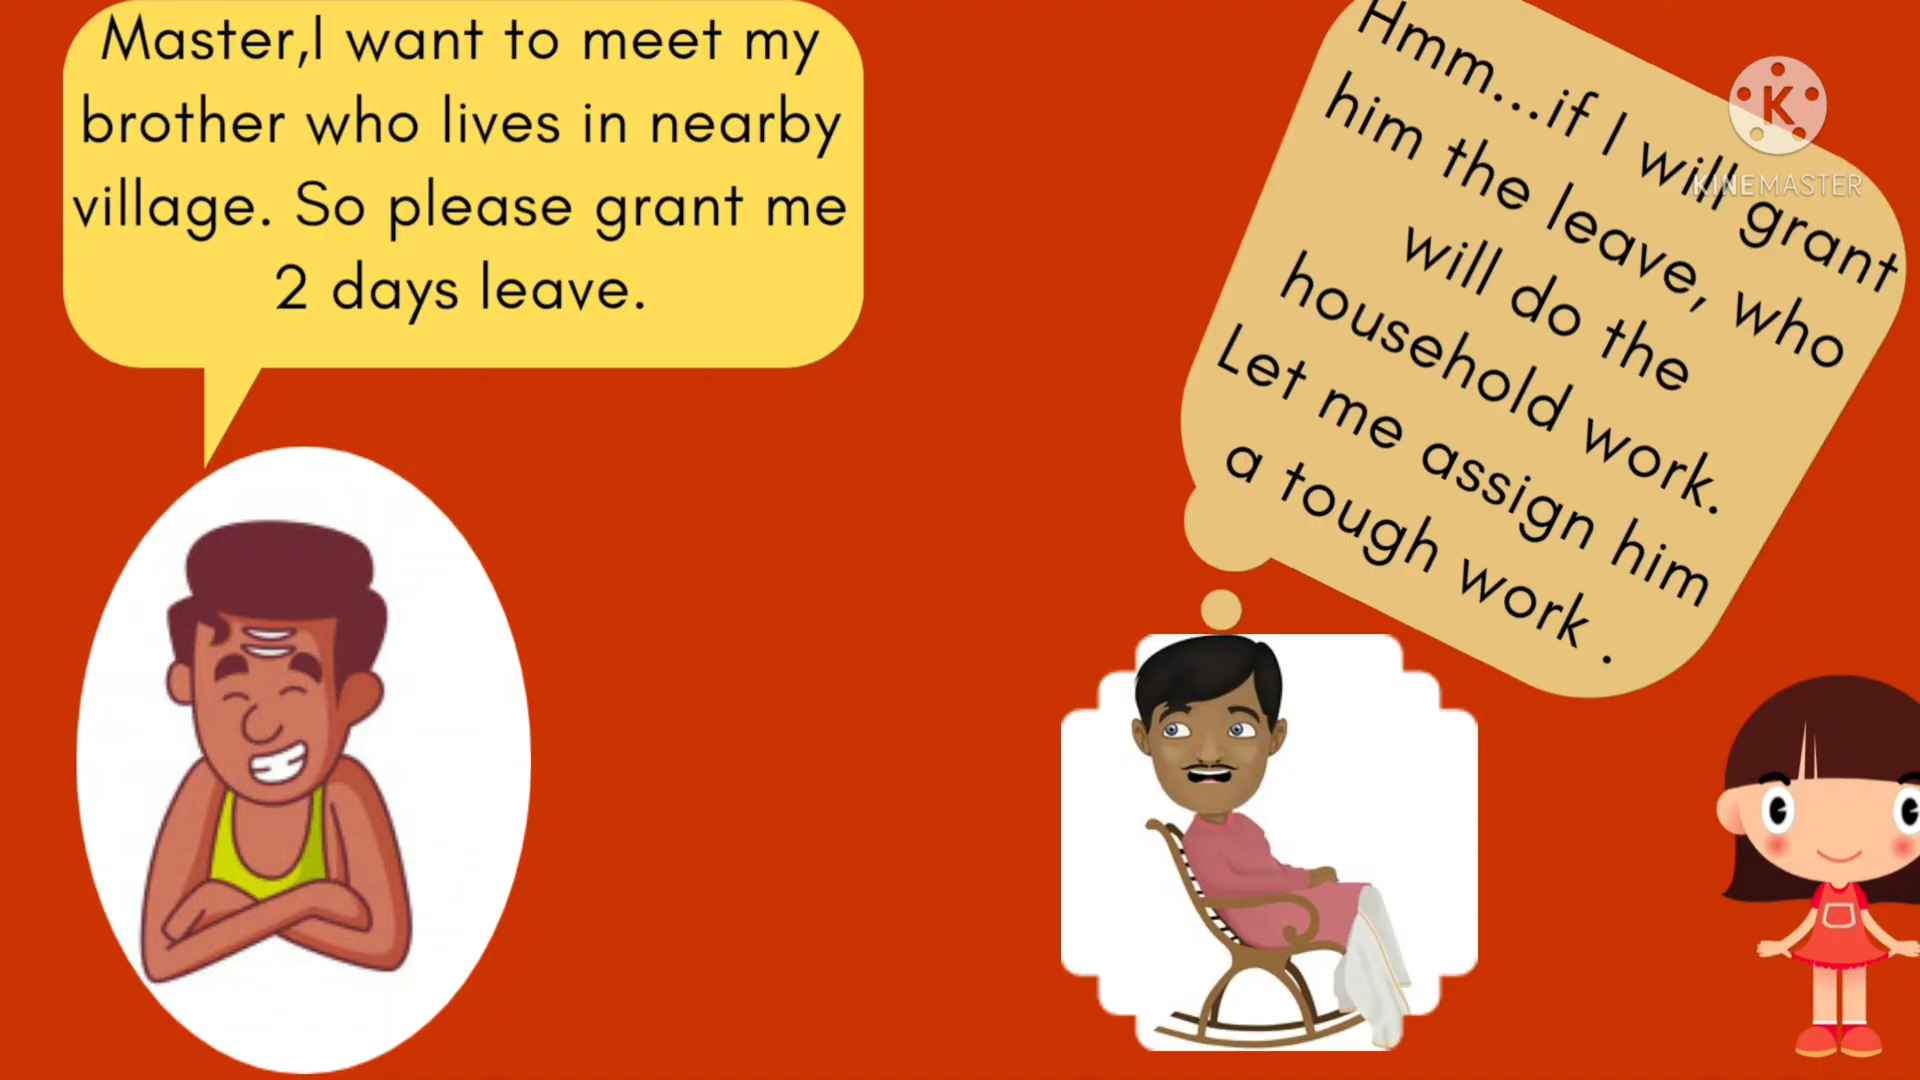 Master,I want to meet my
brother who lives in nearby
village. So please grant me
2 days leave.
Hmm...if I will grant
him the leave, who
will do the
household work.
Let me assign him
a tough work .
K
KINEMASTER